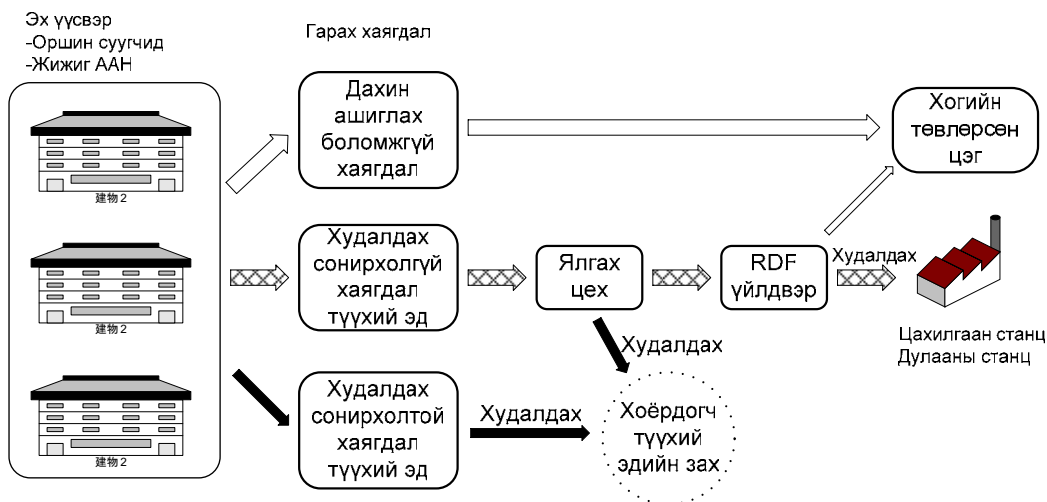 Эх үүсвэр
-Оршин суугчид
-Жижиг ААН
建物2
建物2
建物2
Гарах хаягдал
Дахин
ашиглах
боломжгүй
хаягдал
Хогийн
төвлөрсөн
цэг
Худалдах
сонирхолгүй
хаягдал
түүхий эд
Ялгах
цех
RDF
үйлдвэр
Худалдах
Цахилгаан станц
Дулааны станц
Худалдах
Худалдах
сонирхолтой
хаягдал
түүхий эд
Худалдах
Хоёрдогч
түүхий
эдийн зах